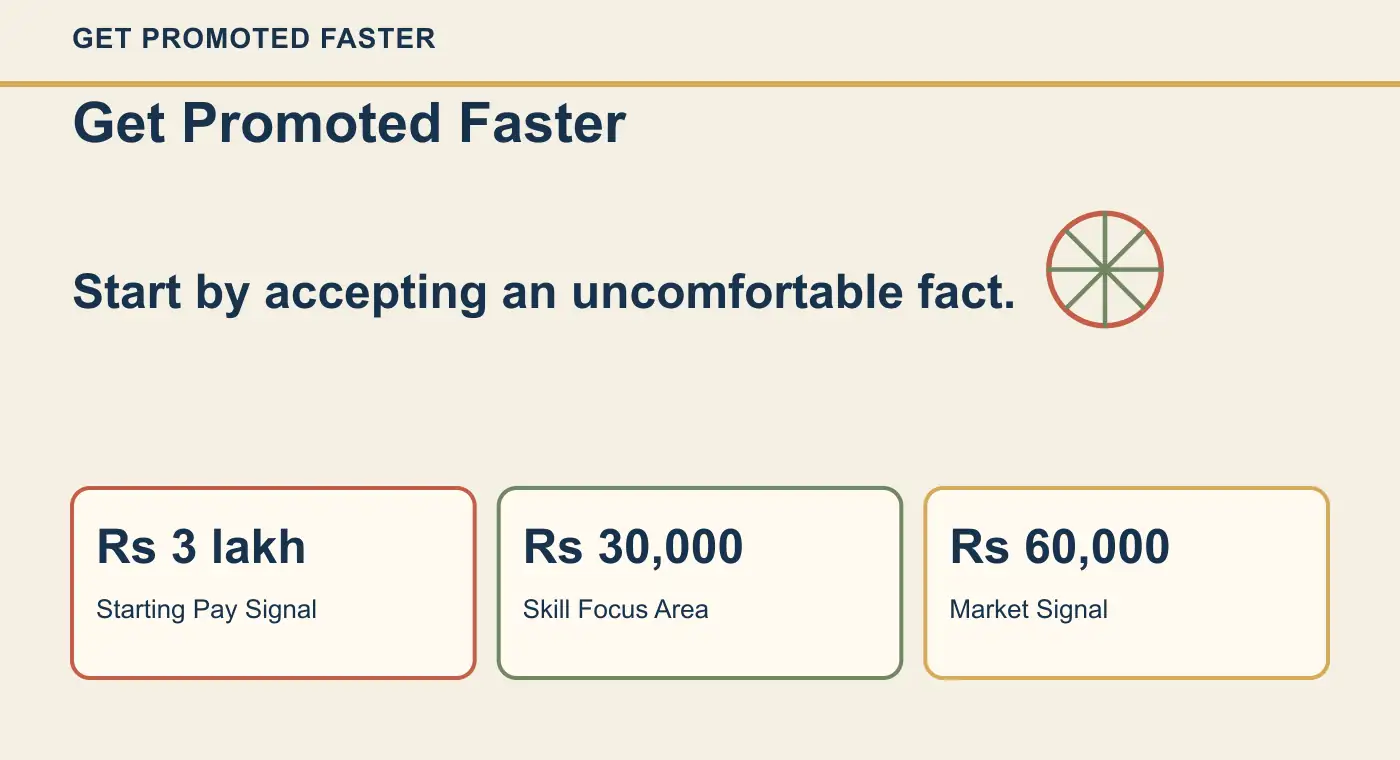 GET PROMOTED FASTER
Get Promoted Faster
Start by accepting an uncomfortable fact.
Rs 3 lakh
Starting Pay Signal
Rs 30,000
Skill Focus Area
Rs 60,000
Market Signal